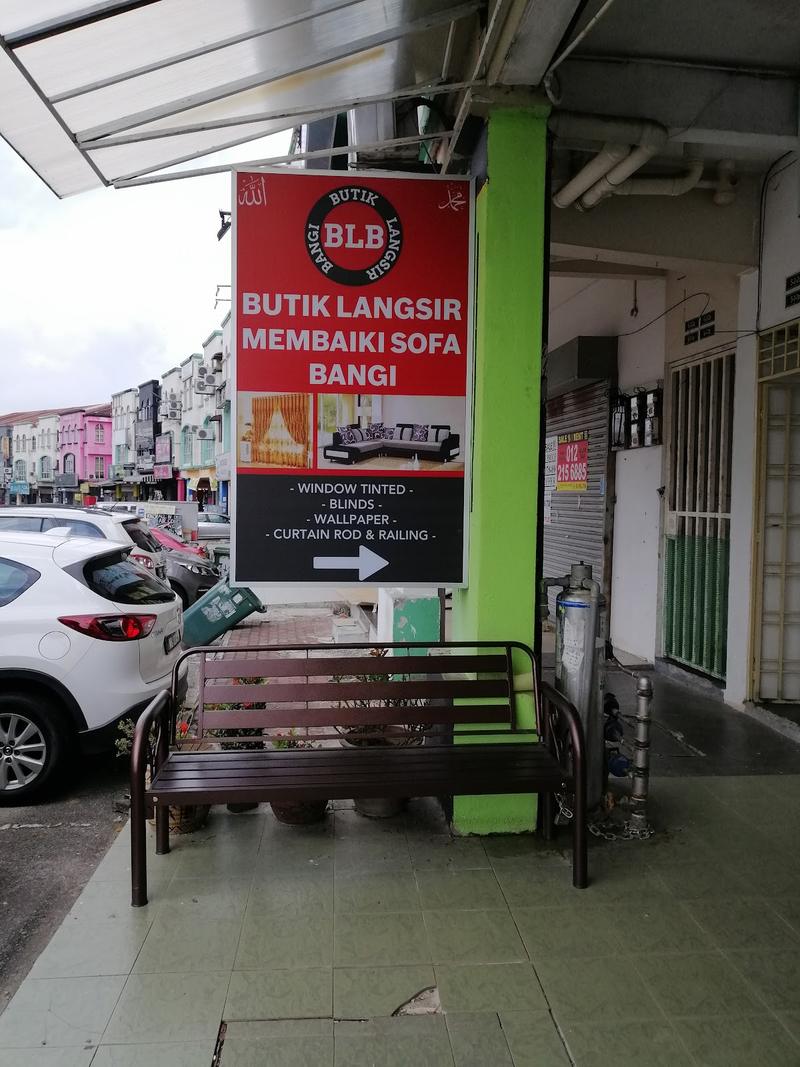 الله
محمد
BUTIK
LANGSIR
BANGI
BLB
BUTIK LANGSIR
MEMBAIKI SOFA
BANGI
- WINDOW TINTED -
- BLINDS -
- WALLPAPER -
- CURTAIN ROD & RAILING -
012
215 6885